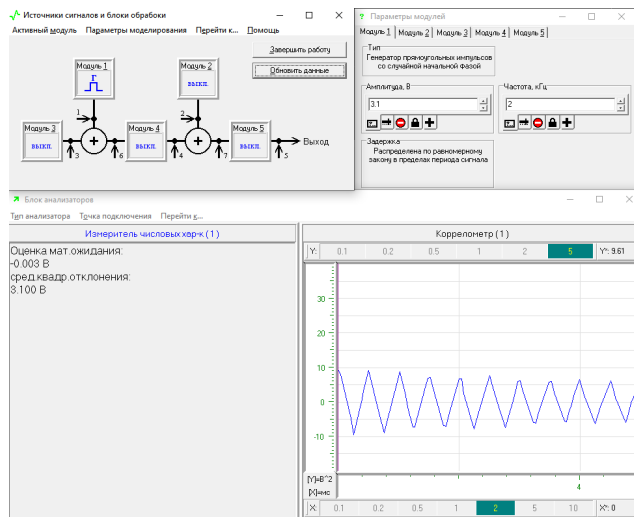 Источники сигналов и блоки обрабоки
Активный модуль Параметры моделирования Перейти к... Помощь
Завершить работу
Обновить данные
Модуль 1
Г
Модуль 2
выкл.
1
2
Модуль 3
выкл.
Модуль 4
выкл.
Модуль 5
выкл.
Выход
3
6
4
7
5
Параметры модулей
Модуль 1 Модуль 2 Модуль 3 Модуль 4 Модуль 5
Тип
Генератор прямоугольных импульсов
со случайной начальной фазой
Амплитуда, В
3.1
Частота, кГц
2
Задержка
Распределена по равномерному
закону в пределах периода сигнала
Блок анализаторов
Тип анализатора Точка подключения Перейти к...
Измеритель числовых хар-к ( 1 )
Оценка мат.ожидания:
-0.003 В
сред.квадр.отклонения:
3.100 В
Коррелометр ( 1 )
Y: 0.1 0.2 0.5 1 2 5 Y*: 9.61
30
20
10
0
-10
[Y]=В^2
[X]=мс
4
X: 0.1 0.2 0.5 1 2 5 10 X*: 0